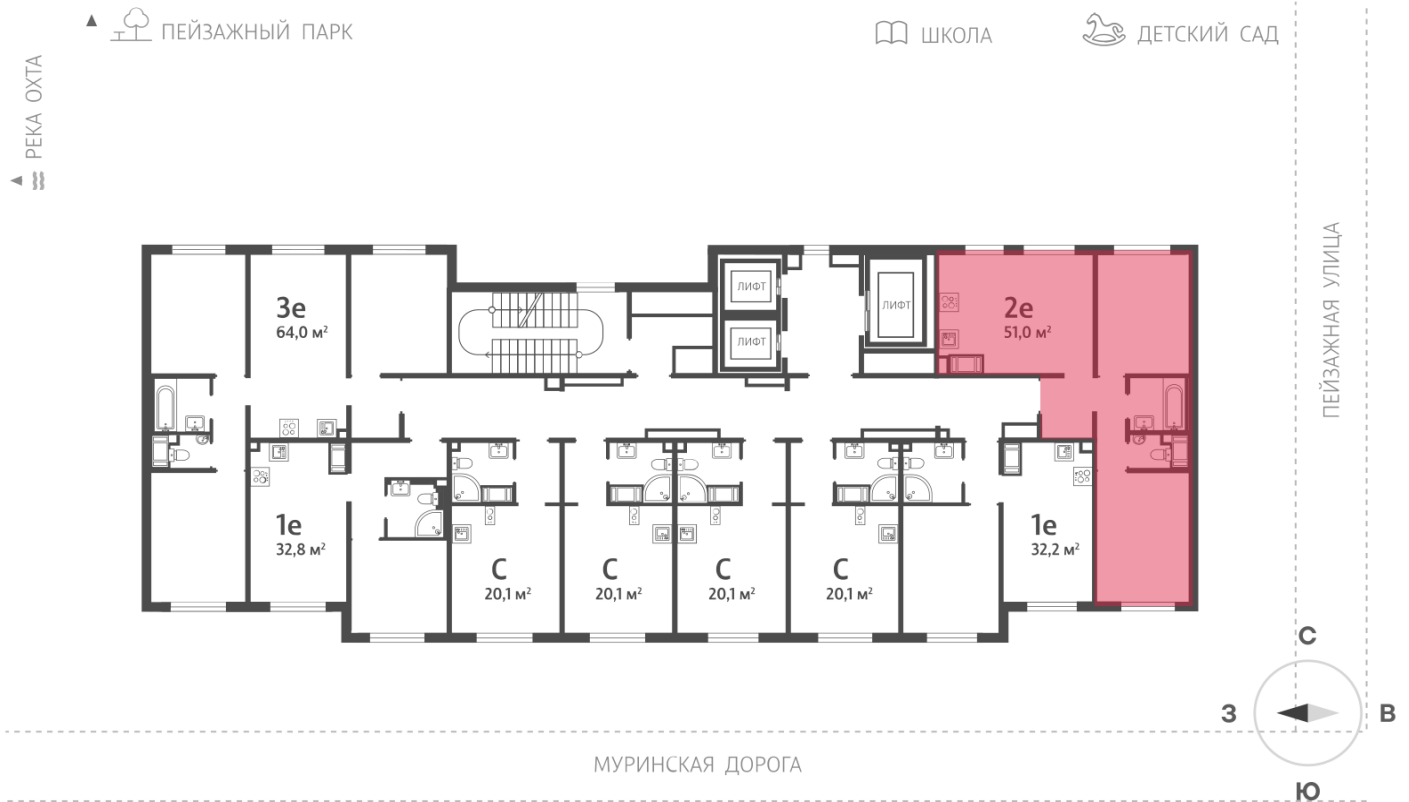 ПЕЙЗАЖНЫЙ ПАРК
ШКОЛА
ДЕТСКИЙ САД
РЕКА ОХТА
ПЕЙЗАЖНАЯ УЛИЦА
3е
64,0 м²
ЛИФТ
ЛИФТ
ЛИФТ
2е
51,0 м²
1е
32,8 м²
С
20,1 м²
С
20,1 м²
С
20,1 м²
С
20,1 м²
1е
32,2 м²
С
З
В
Ю
МУРИНСКАЯ ДОРОГА